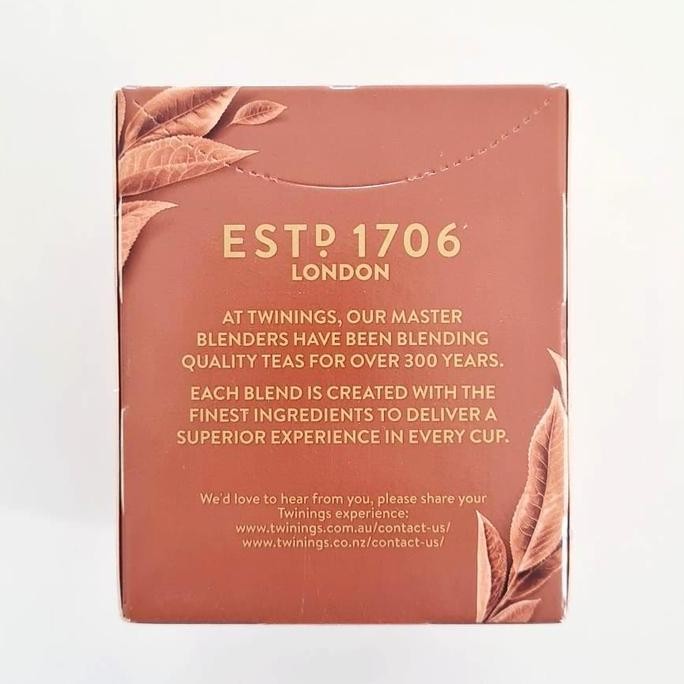 ESTD 1706
LONDON
AT TWININGS, OUR MASTER
BLENDERS HAVE BEEN BLENDING
QUALITY TEAS FOR OVER 300 YEARS.
EACH BLEND IS CREATED WITH THE
FINEST INGREDIENTS TO DELIVER A
SUPERIOR EXPERIENCE IN EVERY CUP.
We'd love to hear from you, please share your
Twinings experience:
www.twinings.com.au/contact-us/
www.twinings.co.nz/contact-us/